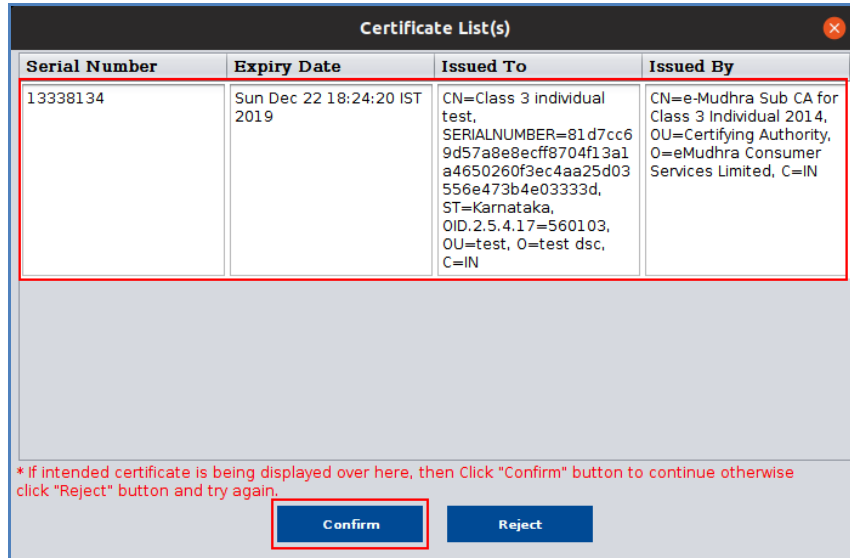 Certificate List(s)
Serial Number
Expiry Date
Issued To
Issued By
13338134
Sun Dec 22 18:24:20 IST
2019
CN=Class 3 individual
test,
SERIALNUMBER=81d7cc6
9d57a8e8ecff8704f13a1
a4650260f3ec4aa25d03
556e473b4e03333d,
ST=Karnataka,
OID.2.5.4.17=560103,
OU=test, O=test dsc,
C=IN
CN=e-Mudhra Sub CA for
Class 3 Individual 2014,
OU=Certifying Authority,
O=eMudhra Consumer
Services Limited, C=IN
* If intended certificate is being displayed over here, then Click "Confirm" button to continue otherwise
click "Reject" button and try again.
Confirm
Reject